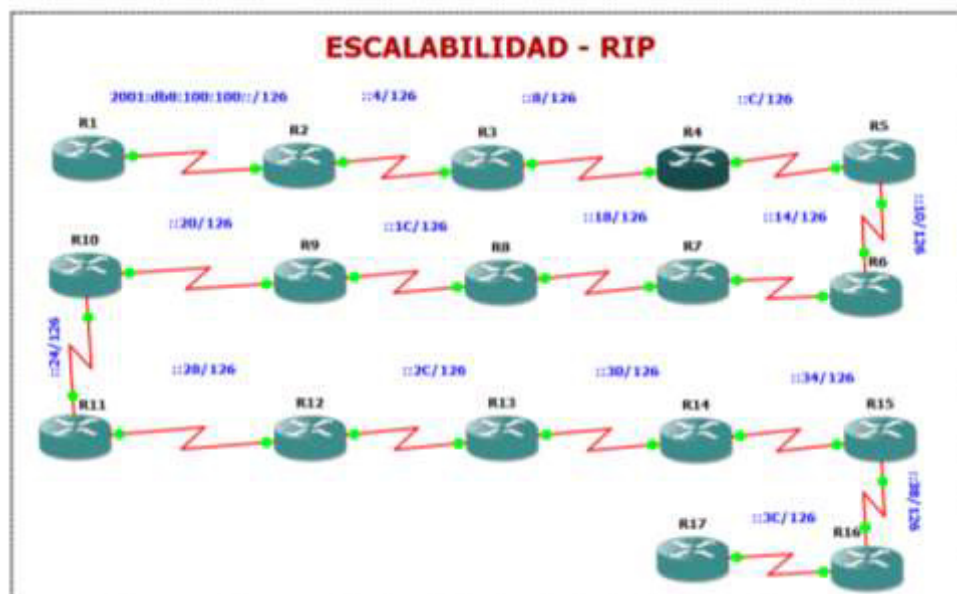 ESCALABILIDAD - RIP
2001:db8:100:100::/126
::4/126
::8/126
::C/126
R1
R2
R3
R4
R5
::10/126
::20/126
::1C/126
::18/126
::14/126
R10
R9
R8
R7
R6
::24/126
::28/126
::2C/126
::30/126
::34/126
R11
R12
R13
R14
R15
::38/126
::3C/126
R17
R16